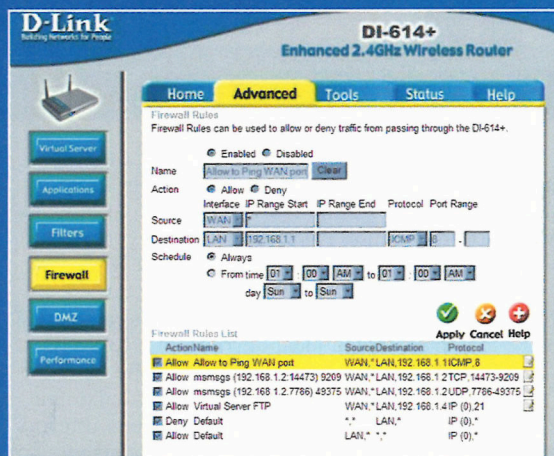 D-Link
Building Networks for People
DI-614+
Enhanced 2.4GHz Wireless Router
Home Advanced Tools Status Help
Virtual Server
Applications
Filters
Firewall
DMZ
Performance
Firewall Rules
Firewall Rules can be used to allow or deny traffic from passing through the DI-614+.
Enabled Disabled
Name Allow to Ping WAN port Clear
Action Allow Deny
Interface IP Range Start IP Range End Protocol Port Range
Source WAN *
Destination LAN 192.168.1.1 ICMP 8 -
Schedule Always
From time 01 : 00 AM to 01 : 00 AM
day Sun to Sun
Apply Cancel Help
Firewall Rules List
Action Name Source Destination Protocol
Allow Allow to Ping WAN port WAN,* LAN,192.168.1.1 ICMP,8
Allow msmsgs (192.168.1.2:14473) 9209 WAN,* LAN,192.168.1.2 TCP,14473-9209
Allow msmsgs (192.168.1.2:7786) 49375 WAN,* LAN,192.168.1.2 UDP,7786-49375
Allow Virtual Server FTP WAN,* LAN,192.168.1.4 IP (0),21
Deny Default *,* LAN,* IP (0),*
Allow Default LAN,* *,* IP (0),*